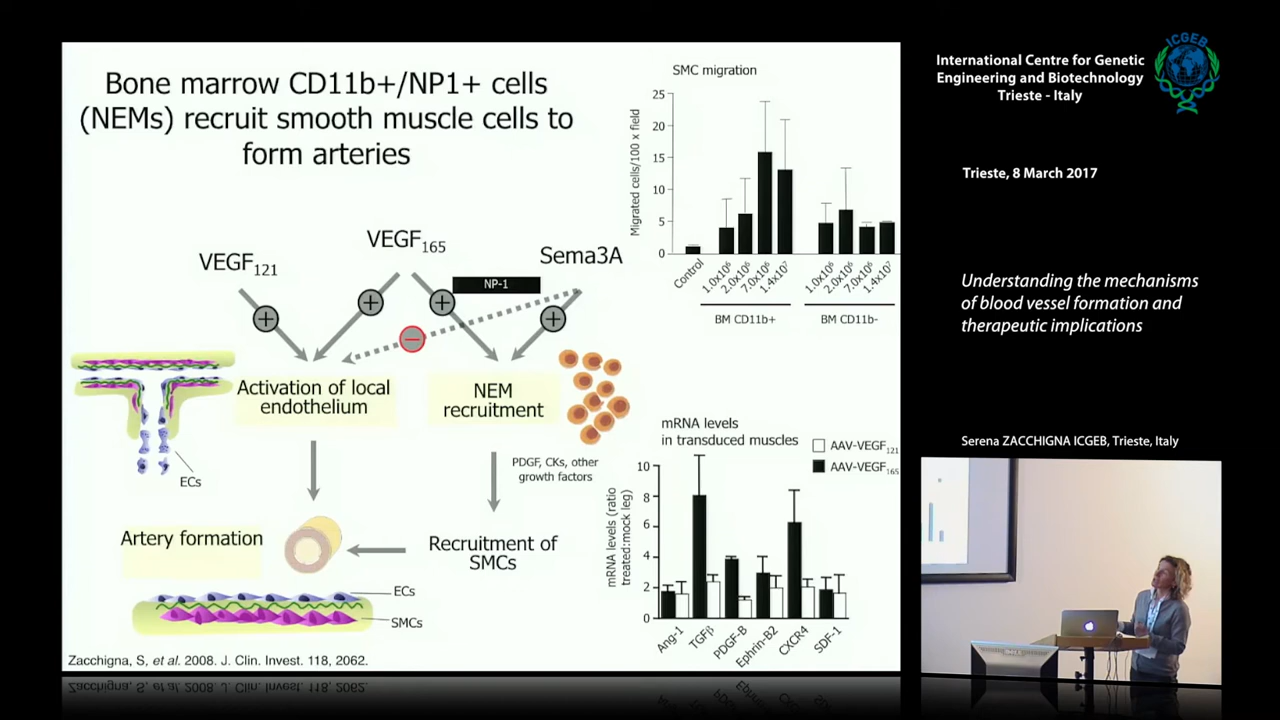 Bone marrow CD11b+/NP1+ cells
(NEMs) recruit smooth muscle cells to
form arteries
VEGF121
VEGF165
Sema3A
NP-1
+
+
+
+
−
Activation of local
endothelium
NEM
recruitment
ECs
PDGF, CKs, other
growth factors
Artery formation
Recruitment of
SMCs
ECs
SMCs
Zacchigna, S, et al. 2008. J. Clin. Invest. 118, 2062.
SMC migration
Migrated cells/100 x field
25
20
15
10
5
0
Control
1.0x10⁶
2.0x10⁶
7.0x10⁶
1.4x10⁷
1.0x10⁶
2.0x10⁶
7.0x10⁶
1.4x10⁷
BM CD11b+
BM CD11b-
mRNA levels
in transduced muscles
AAV-VEGF121
AAV-VEGF165
mRNA levels (ratio
treated:mock leg)
10
8
6
4
2
0
Ang-1
TGFβ
PDGF-B
Ephrin-B2
CXCR4
SDF-1
International Centre for Genetic
Engineering and Biotechnology
Trieste - Italy
ICGEB
Trieste, 8 March 2017
Understanding the mechanisms
of blood vessel formation and
therapeutic implications
Serena ZACCHIGNA ICGEB, Trieste, Italy